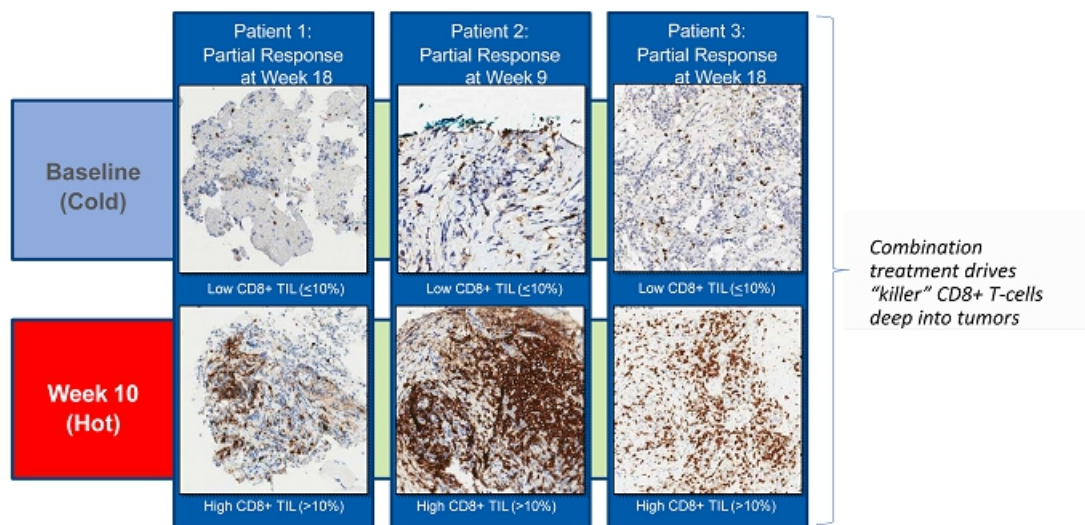 Patient 1:
Partial Response
at Week 18
Patient 2:
Partial Response
at Week 9
Patient 3:
Partial Response
at Week 18
Baseline
(Cold)
Low CD8+ TIL (≤10%)
Low CD8+ TIL (≤10%)
Low CD8+ TIL (≤10%)
Week 10
(Hot)
High CD8+ TIL (>10%)
High CD8+ TIL (>10%)
High CD8+ TIL (>10%)
Combination
treatment drives
“killer” CD8+ T-cells
deep into tumors